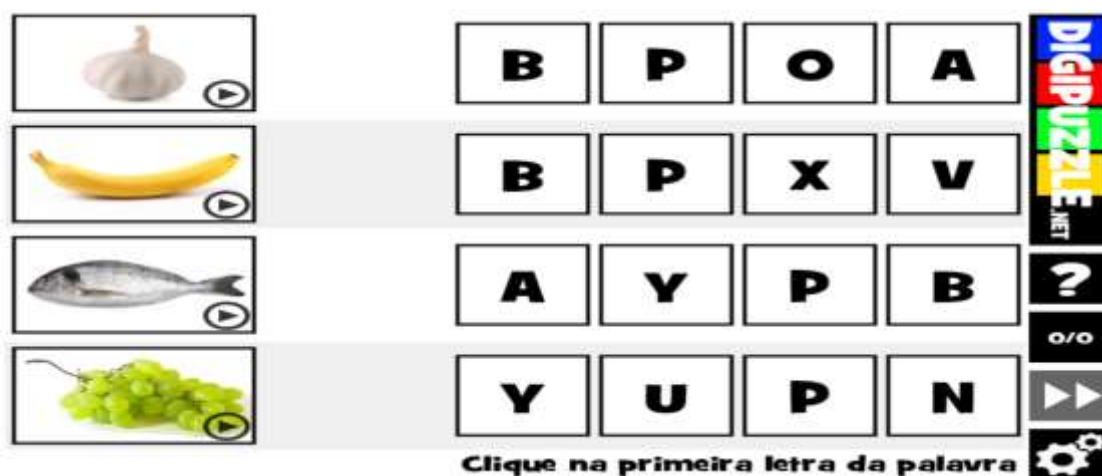 B P O A
B P X V
A Y P B
Y U P N
Clique na primeira letra da palavra
DIGIPUZZLE.NET
?
0/0